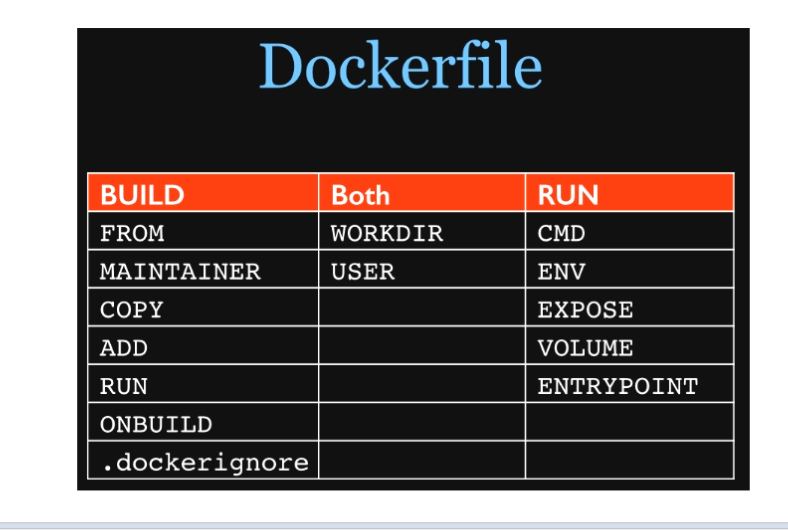 Dockerfile
BUILD Both RUN
FROM WORKDIR CMD
MAINTAINER USER ENV
COPY EXPOSE
ADD VOLUME
RUN ENTRYPOINT
ONBUILD
.dockerignore